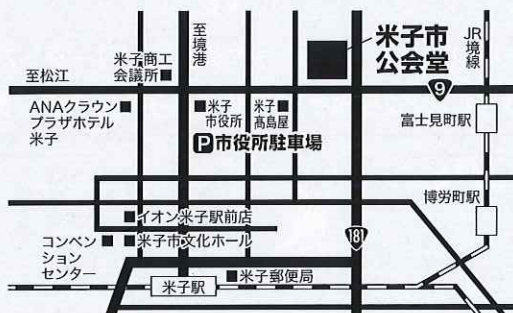 至境港
米子市
公会堂
JR境線
米子商工
会議所
至松江
9
ANAクラウン
プラザホテル
米子
米子
市役所
米子
髙島屋
富士見町駅
P市役所駐車場
博労町駅
イオン米子駅前店
181
コンベン
ション
センター
米子市文化ホール
米子郵便局
米子駅